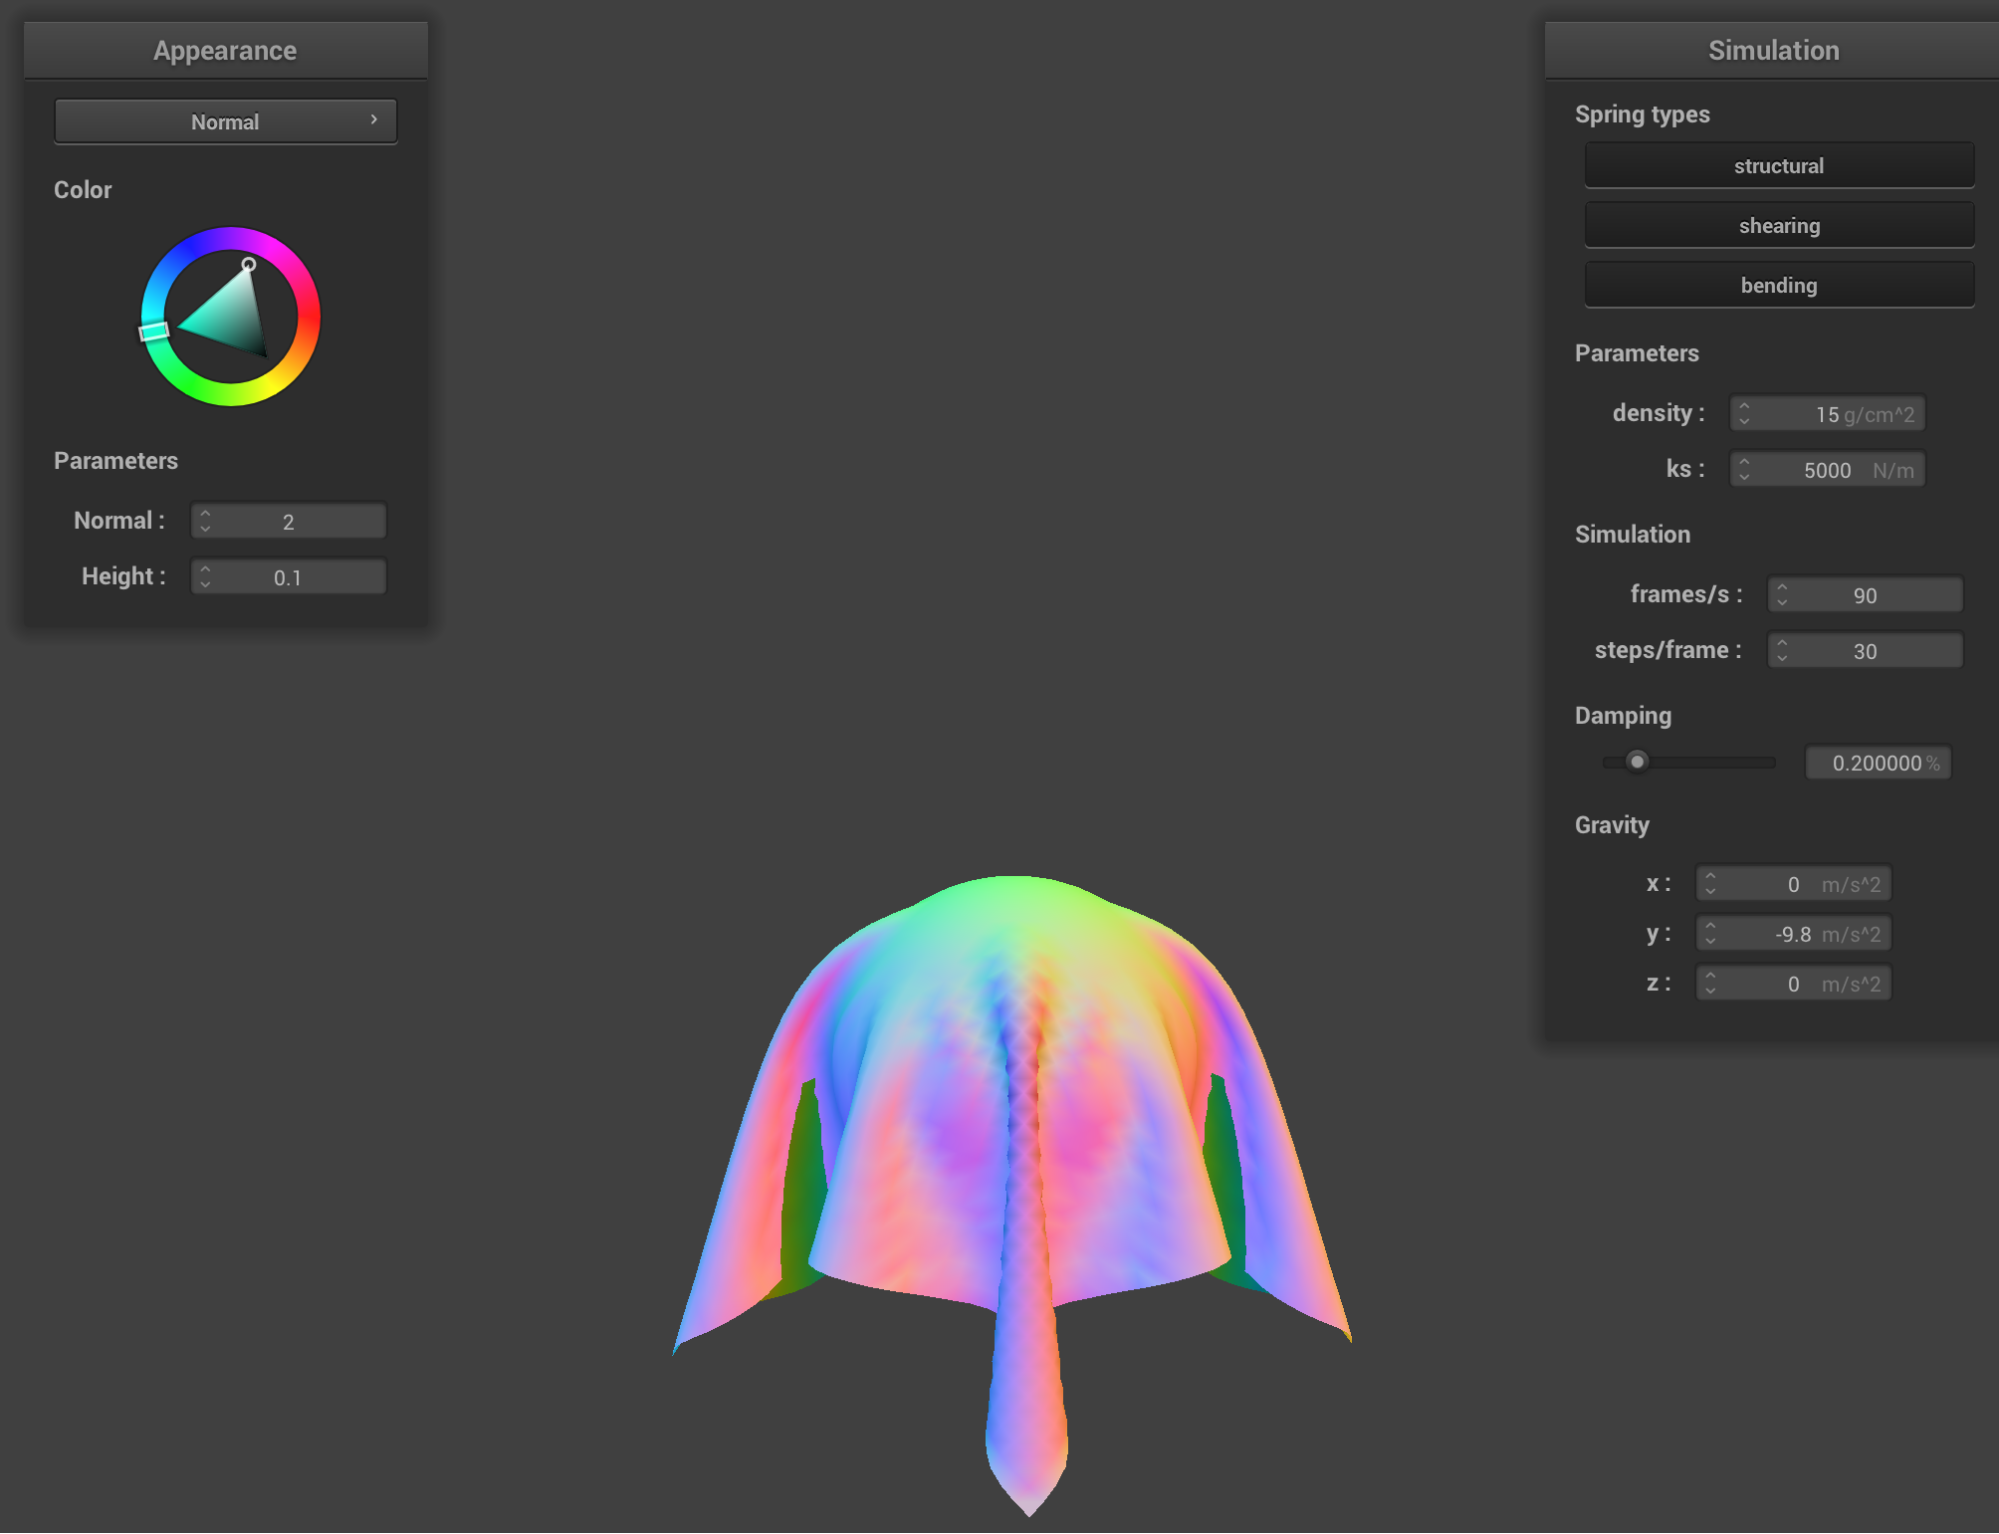 Appearance
Normal
Color
Parameters
Normal : 2
Height : 0.1
Simulation
Spring types
structural
shearing
bending
Parameters
density : 15 g/cm^2
ks : 5000 N/m
Simulation
frames/s : 90
steps/frame : 30
Damping
0.200000 %
Gravity
x : 0 m/s^2
y : -9.8 m/s^2
z : 0 m/s^2